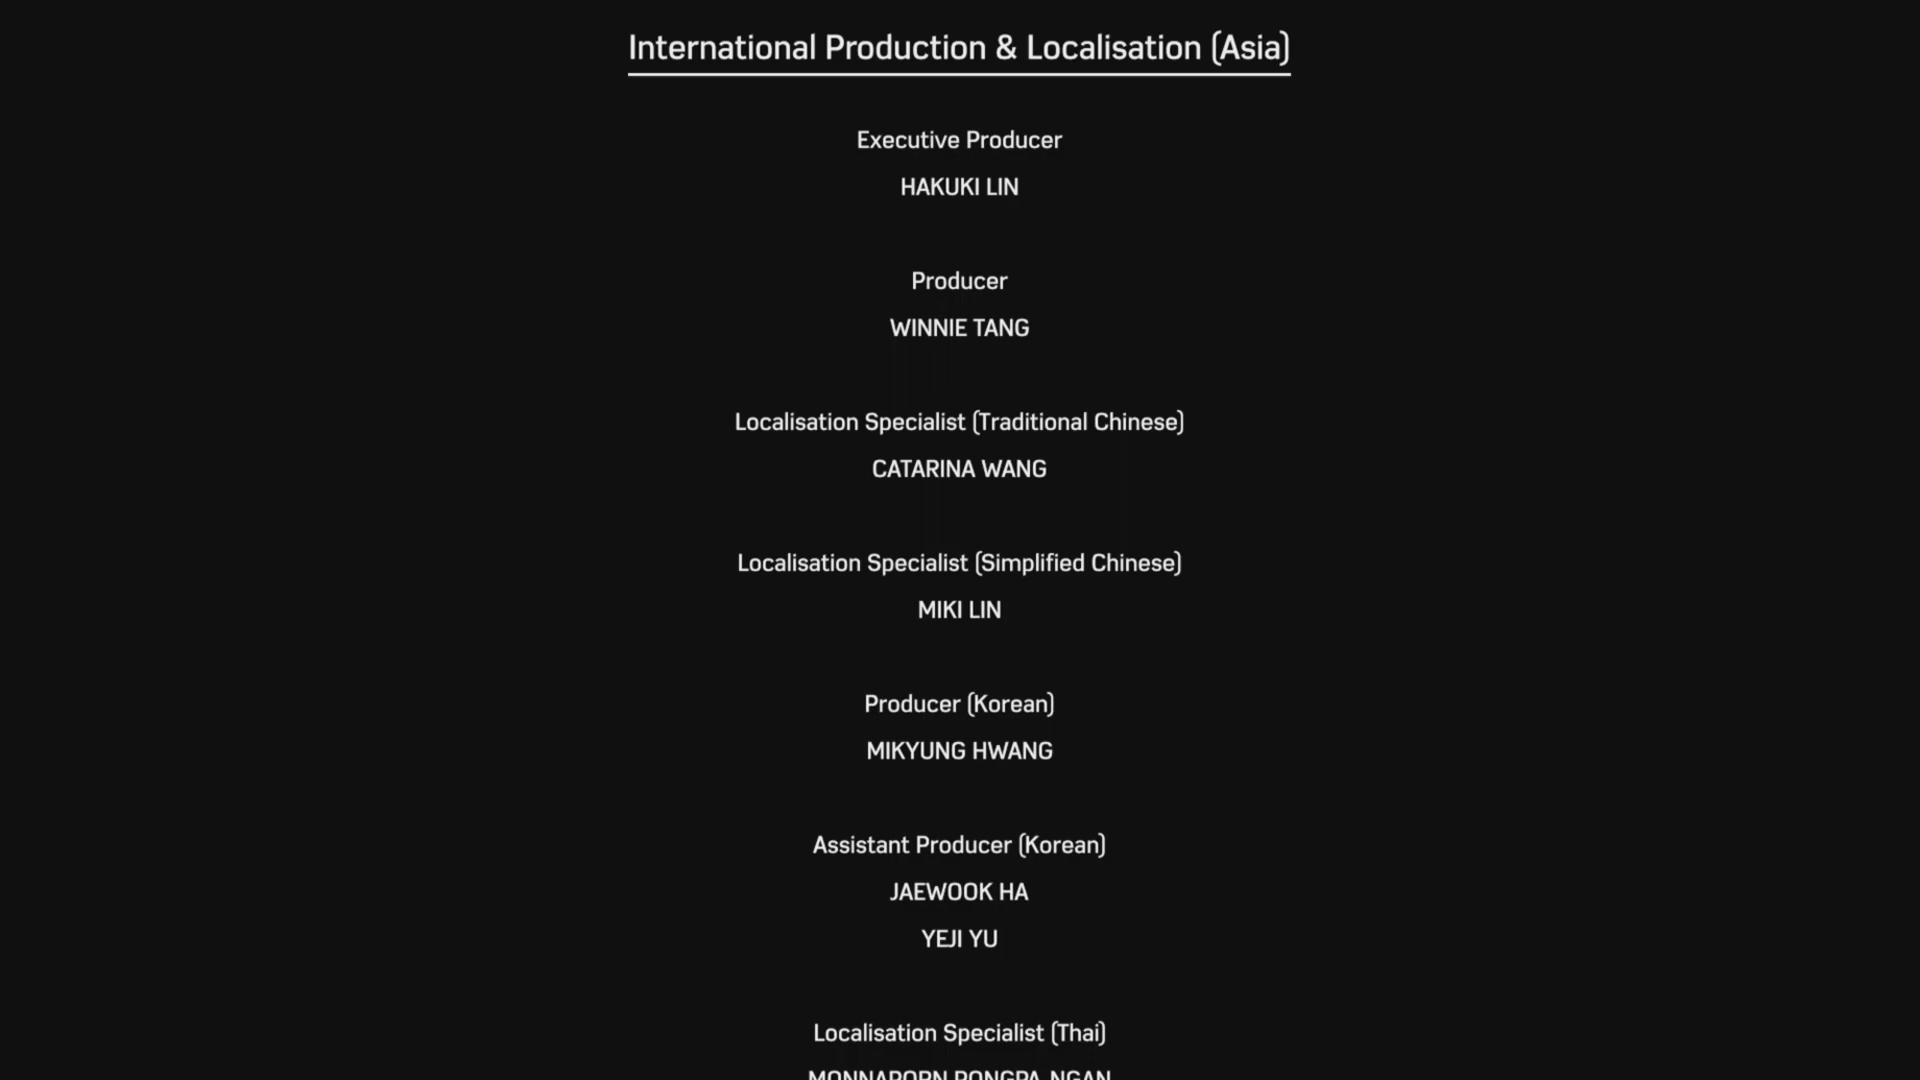 International Production & Localisation (Asia)
Executive Producer
HAKUKI LIN
Producer
WINNIE TANG
Localisation Specialist (Traditional Chinese)
CATARINA WANG
Localisation Specialist (Simplified Chinese)
MIKI LIN
Producer (Korean)
MIKYUNG HWANG
Assistant Producer (Korean)
JAEWOOK HA
YEJI YU
Localisation Specialist (Thai)